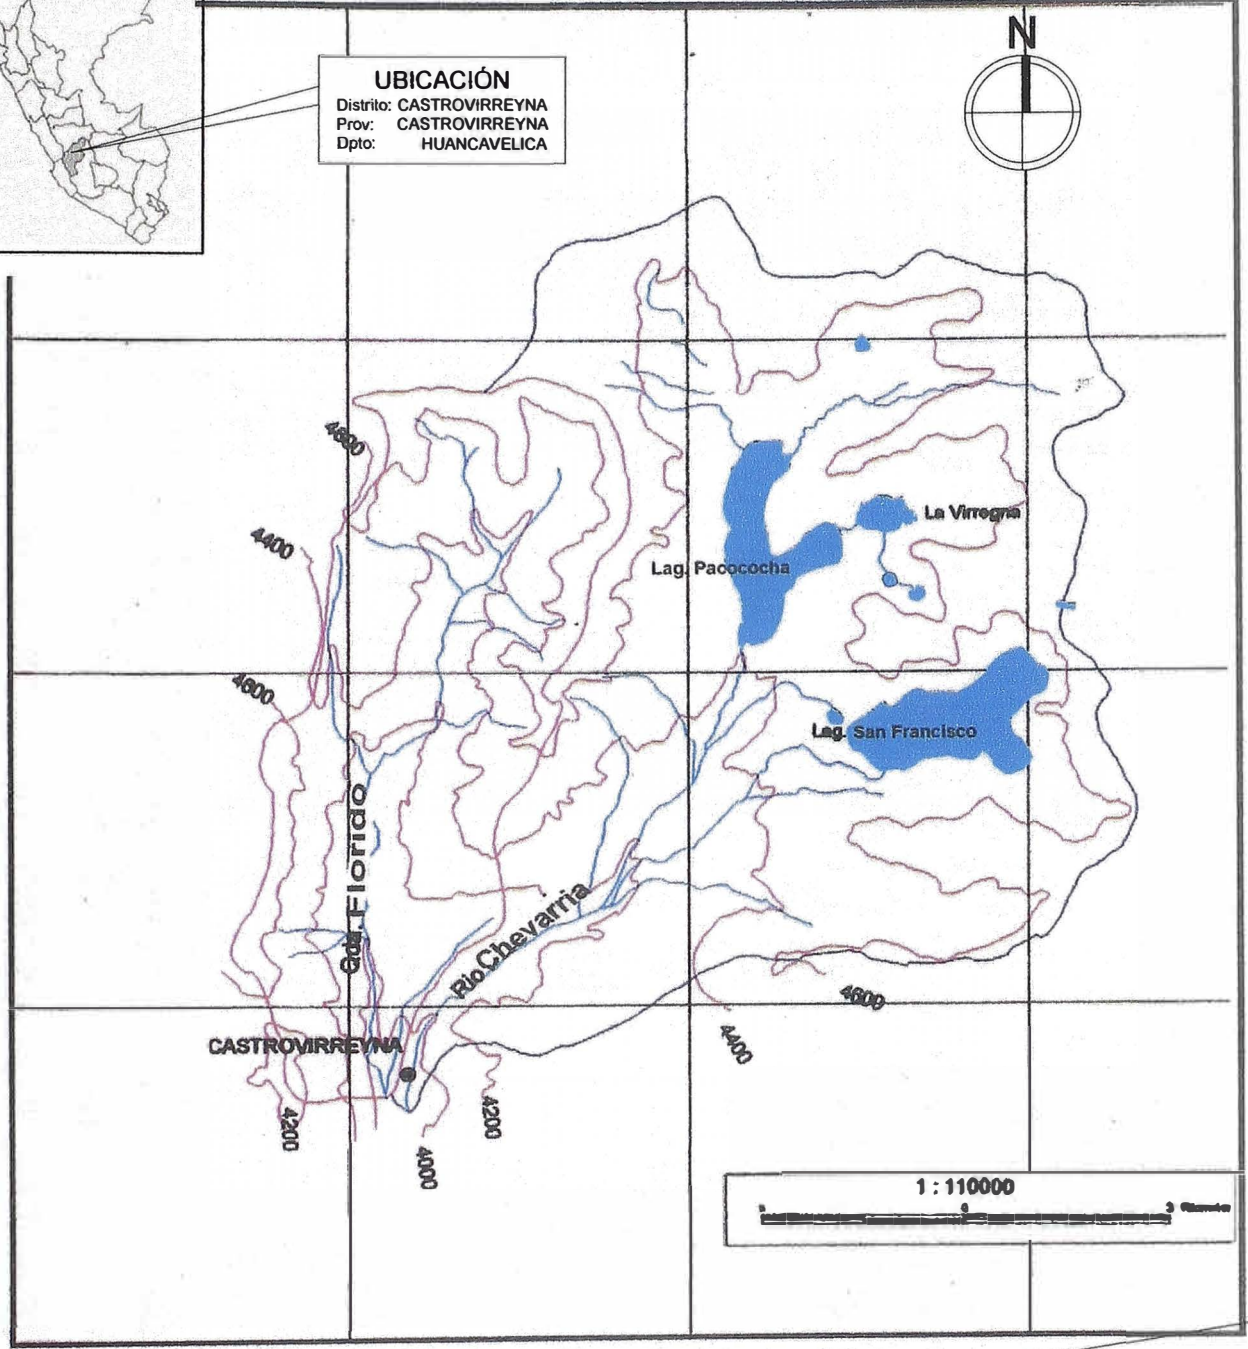 N
UBICACIÓN
Distrito: CASTROVIRREYNA
Prov: CASTROVIRREYNA
Dpto: HUANCAVELICA
4600
4400
La Virregna
Lag. Pacococha
4600
Lag. San Francisco
Qda. Florido
Rio Chevarria
4600
4400
CASTROVIRREYNA
4200
4200
4000
1 : 110000
0 3